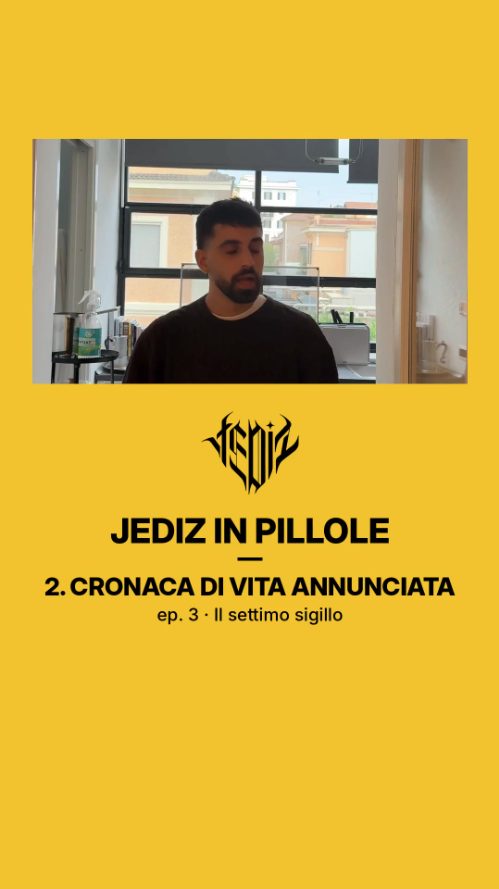 JEDIZ
JEDIZ IN PILLOLE
2. CRONACA DI VITA ANNUNCIATA
ep. 3 · Il settimo sigillo